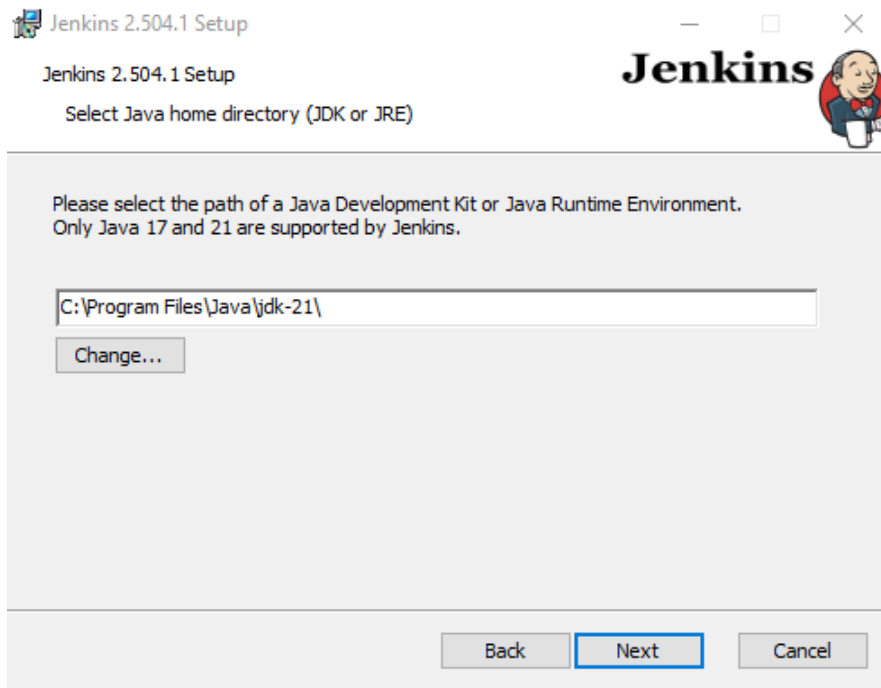 Jenkins 2.504.1 Setup
Jenkins 2.504.1 Setup
Jenkins
Select Java home directory (JDK or JRE)
Please select the path of a Java Development Kit or Java Runtime Environment.
Only Java 17 and 21 are supported by Jenkins.
C:\Program Files\Java\jdk-21\
Change...
Back
Next
Cancel